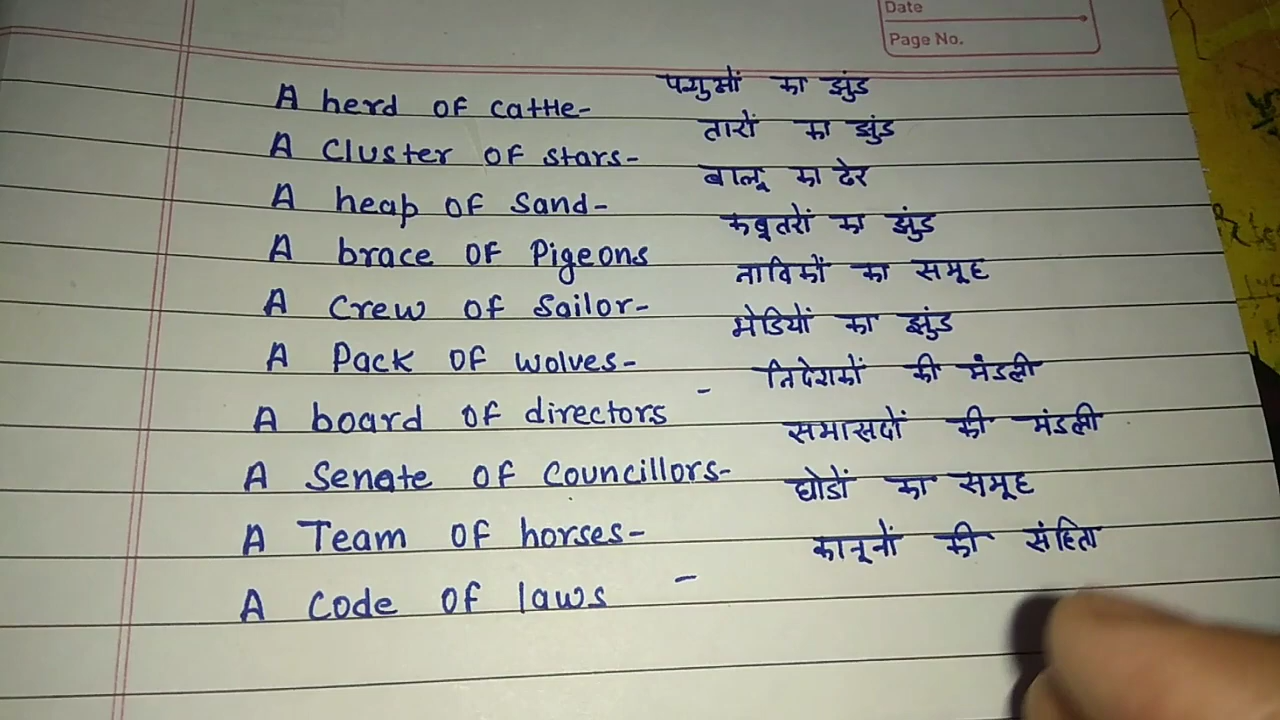 Date
Page No.
A herd of cattle- पशुओं का झुंड
A cluster of stars- तारों का झुंड
A heap of sand- बालू का ढेर
A brace of Pigeons कबूतरों का झुंड
A crew of sailor- नाविकों का समूह
A Pack of wolves- भेडियों का झुंड
A board of directors - निदेशकों की मंडली
A Senate of Councillors- सभासदों की मंडली
A Team of horses- घोडों का समूह
A Code of laws - कानूनों की संहिता